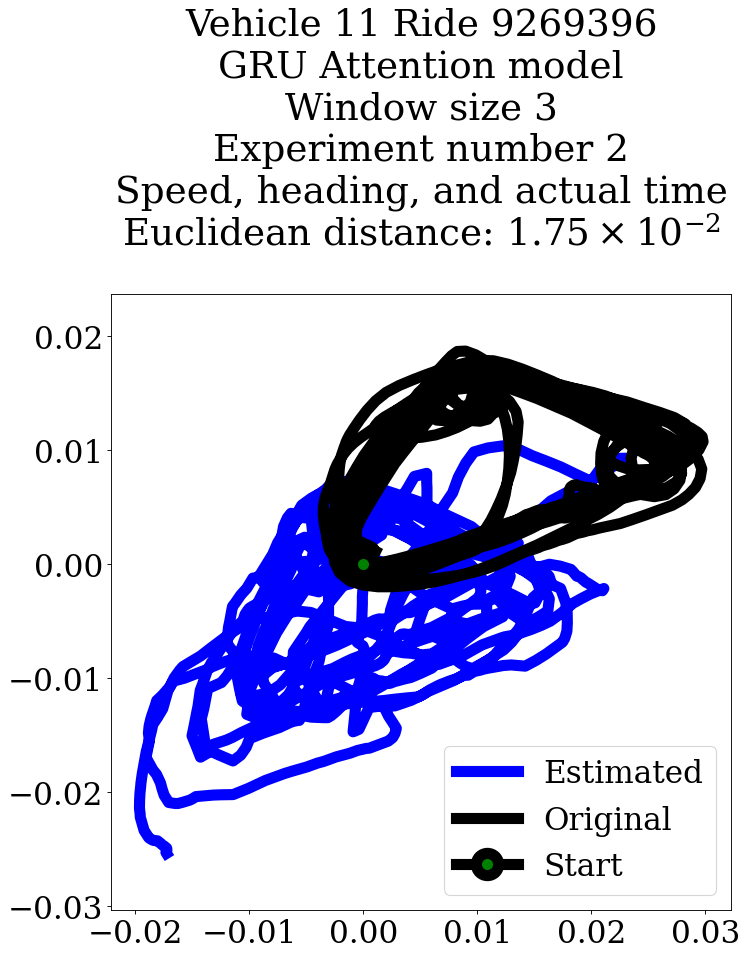 Vehicle 11 Ride 9269396
GRU Attention model
Window size 3
Experiment number 2
Speed, heading, and actual time
Euclidean distance: 1.75 × 10⁻²
0.02
0.01
0.00
−0.01
−0.02
−0.03
Estimated
Original
Start
−0.02 −0.01 0.00 0.01 0.02 0.03